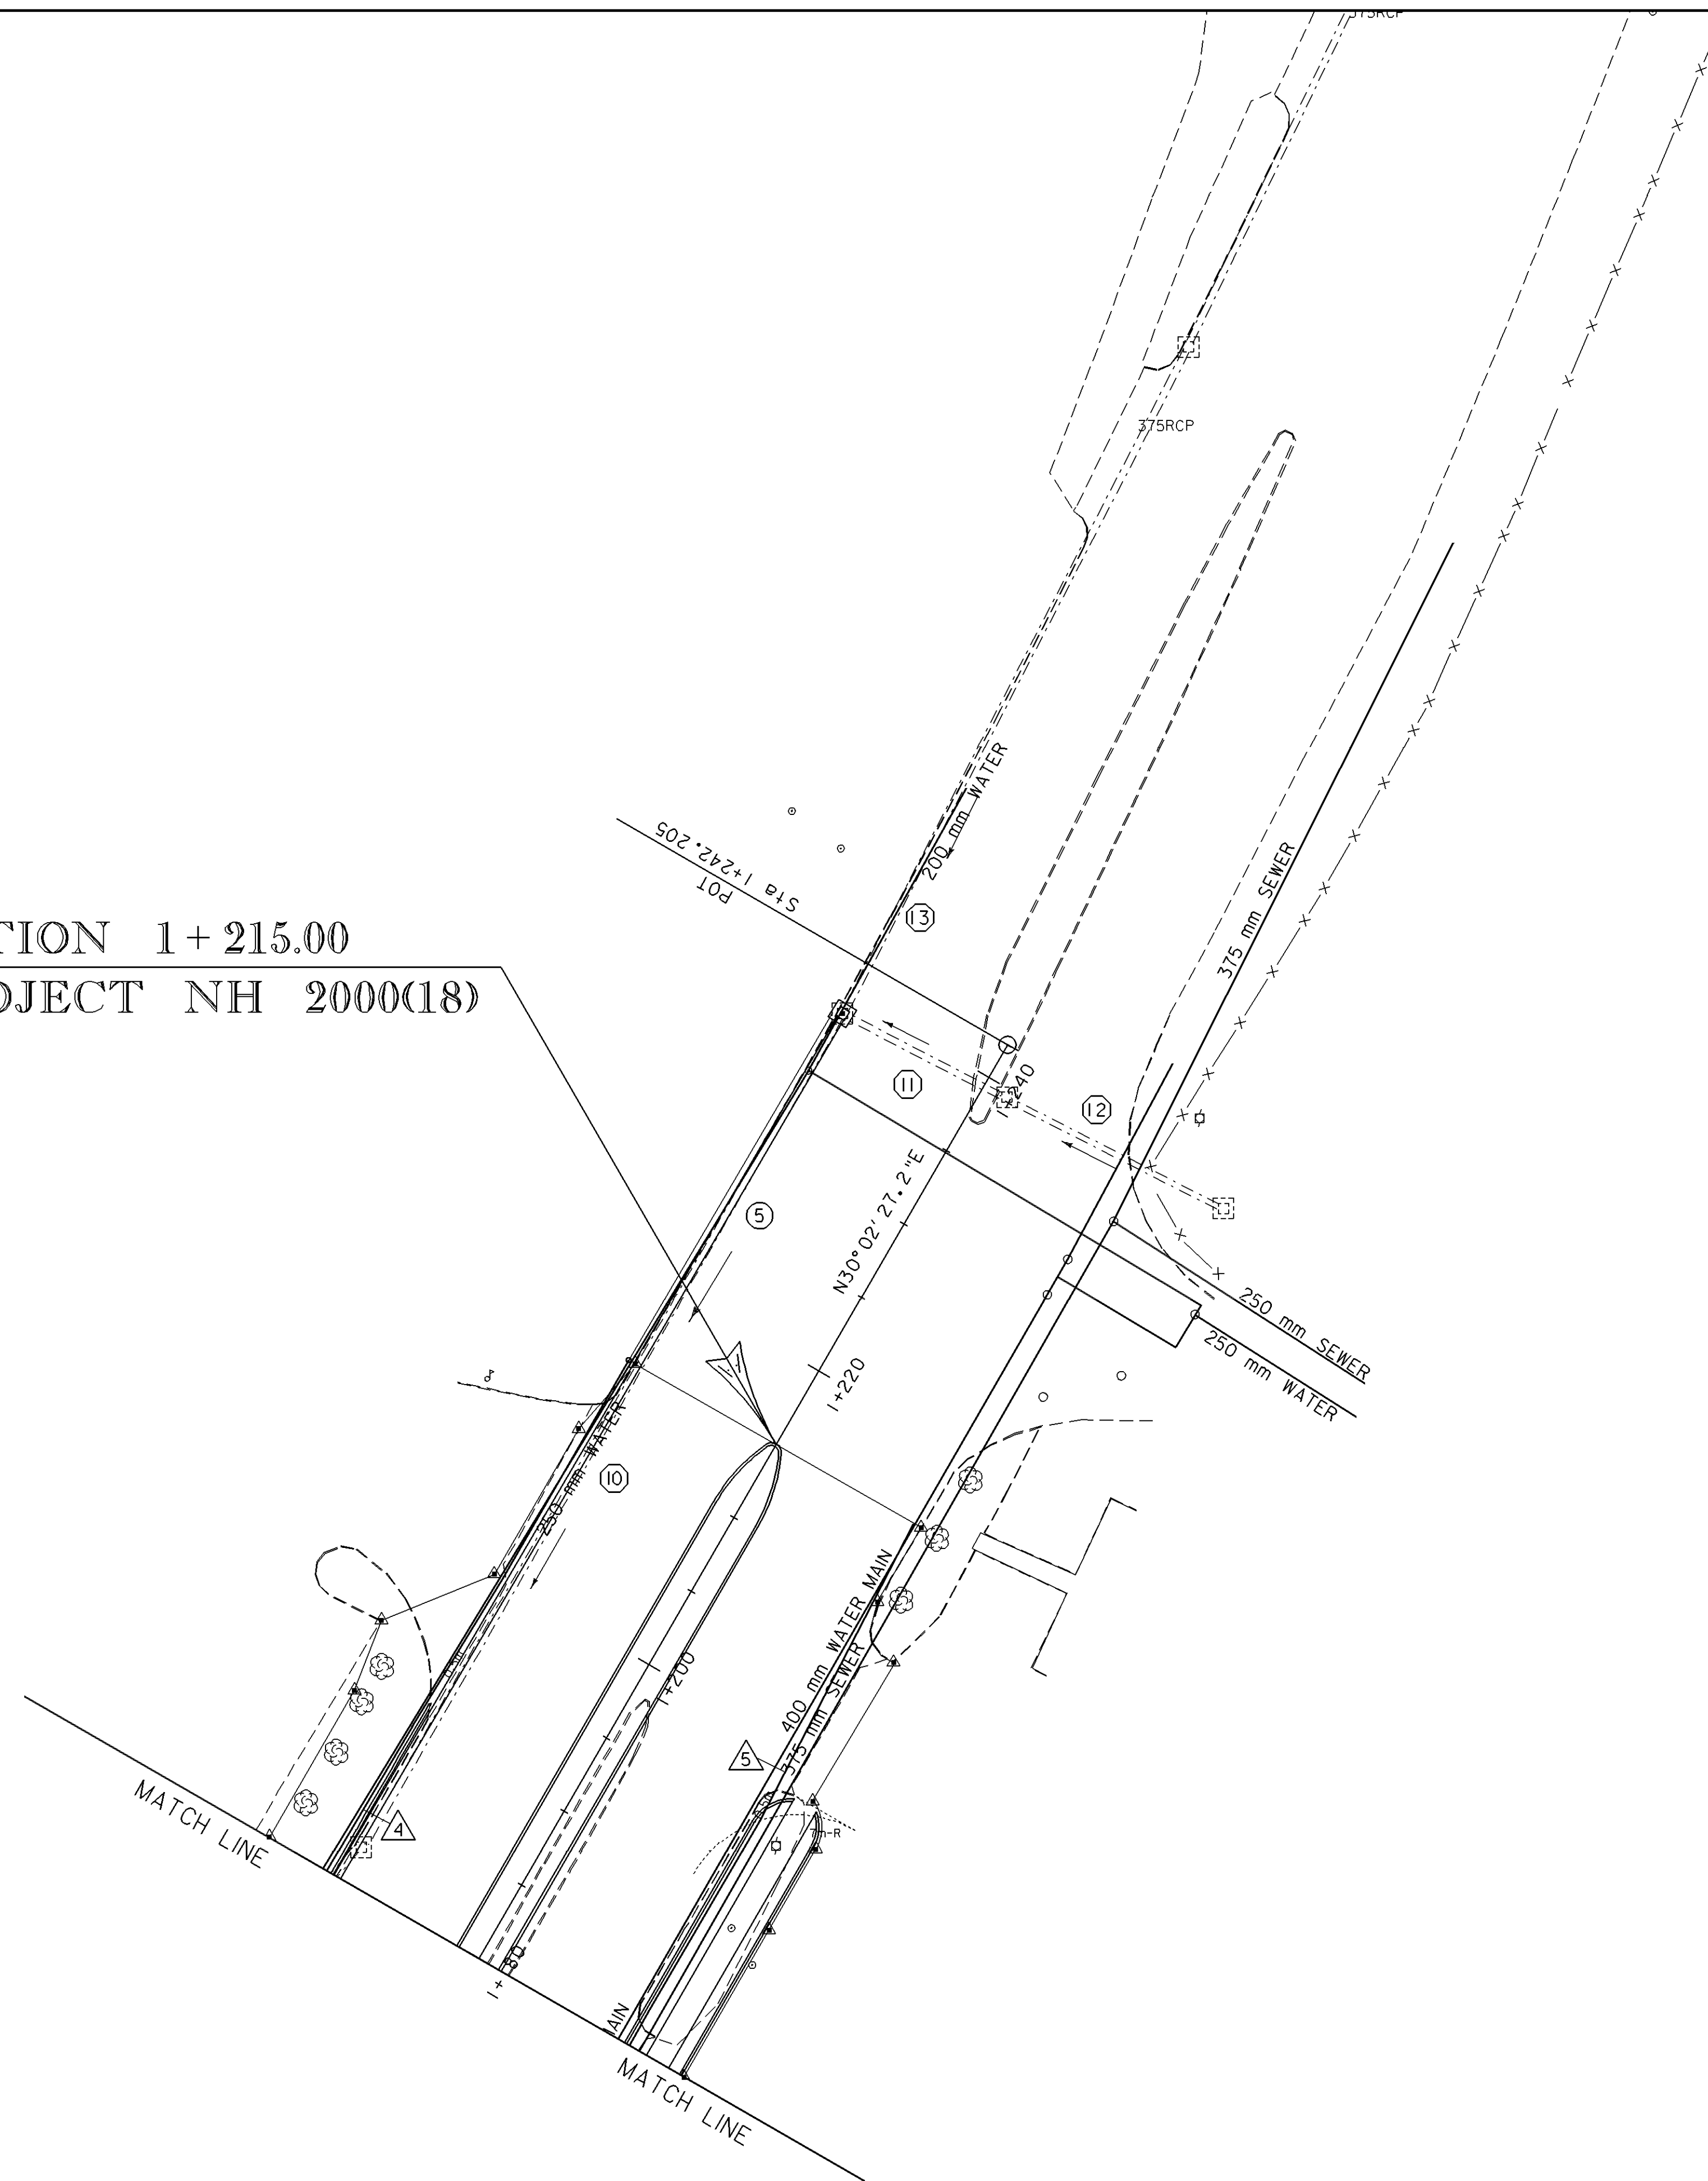 375RCP
375RCP
200 mm WATER
Sta 1+242.205
POT
13
375 mm SEWER
TION 1+215.00
OJECT NH 2000(18)
11
12
N30°02'27.2"E
5
250 mm SEWER
250 mm WATER
1+220
250 mm WATER
10
400 mm WATER MAIN
375 mm SEWER
1+200
5
4
7m-R
MATCH LINE
1+
AIN
MATCH LINE